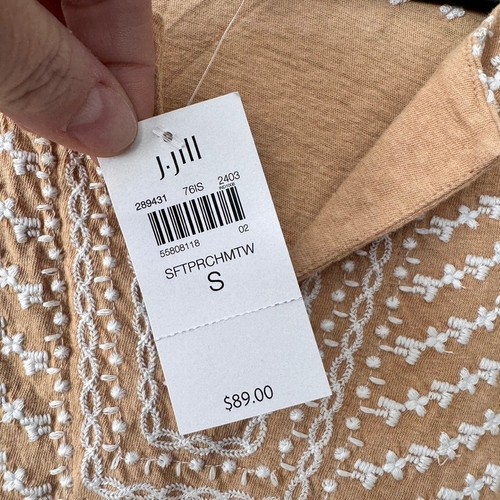 J.Jill
289431 76IS 2403
55808118 02
SFTPRCHMTW
S
$89.00